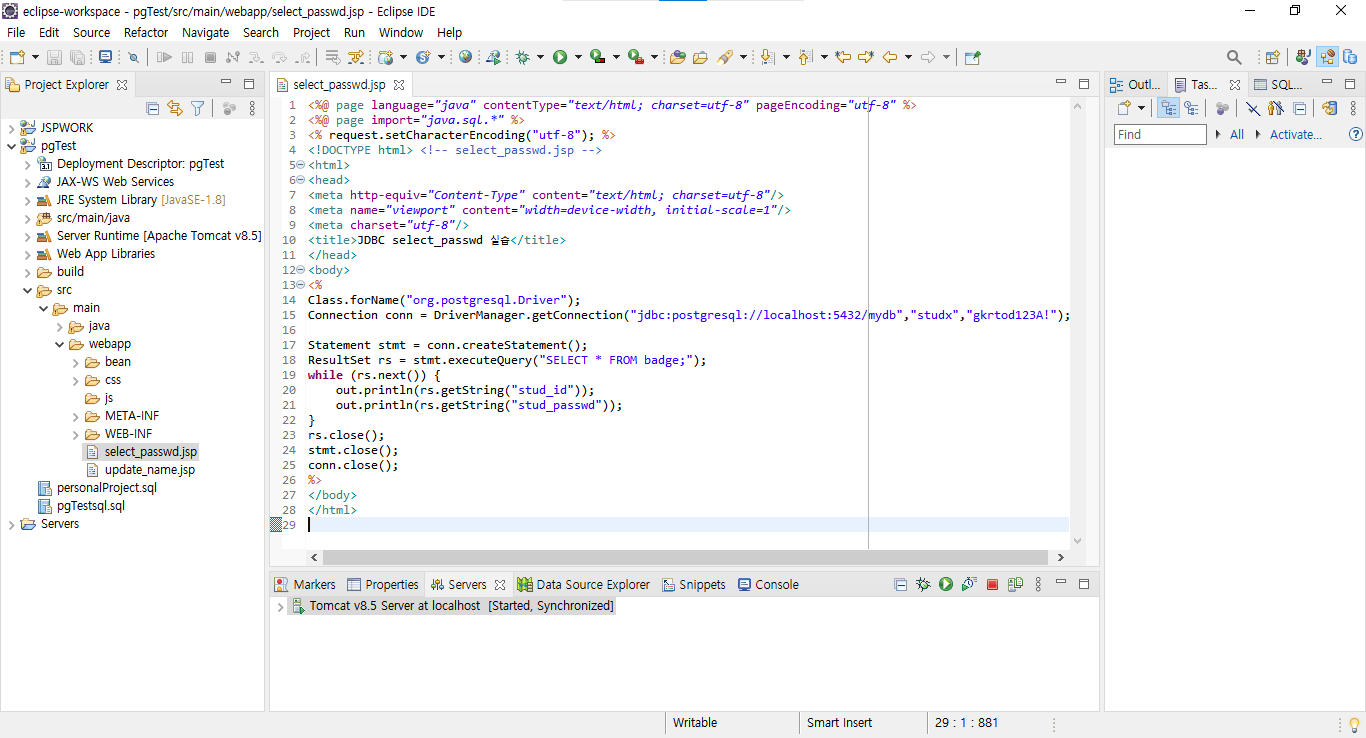 eclipse-workspace - pgTest/src/main/webapp/select_passwd.jsp - Eclipse IDE
File Edit Source Refactor Navigate Search Project Run Window Help
Project Explorer
JSPWORK
pgTest
Deployment Descriptor: pgTest
JAX-WS Web Services
JRE System Library [JavaSE-1.8]
src/main/java
Server Runtime [Apache Tomcat v8.5]
Web App Libraries
build
src
main
java
webapp
bean
css
js
META-INF
WEB-INF
select_passwd.jsp
update_name.jsp
personalProject.sql
pgTestsql.sql
Servers
select_passwd.jsp
1 <%@ page language="java" contentType="text/html; charset=utf-8" pageEncoding="utf-8" %>
2 <%@ page import="java.sql.*" %>
3 <% request.setCharacterEncoding("utf-8"); %>
4 <!DOCTYPE html> <!-- select_passwd.jsp -->
5 <html>
6 <head>
7 <meta http-equiv="Content-Type" content="text/html; charset=utf-8"/>
8 <meta name="viewport" content="width=device-width, initial-scale=1"/>
9 <meta charset="utf-8"/>
10 <title>JDBC select_passwd 실습</title>
11 </head>
12 <body>
13 <%
14 Class.forName("org.postgresql.Driver");
15 Connection conn = DriverManager.getConnection("jdbc:postgresql://localhost:5432/mydb","studx","gkrtod123A!");
16
17 Statement stmt = conn.createStatement();
18 ResultSet rs = stmt.executeQuery("SELECT * FROM badge;");
19 while (rs.next()) {
20 out.println(rs.getString("stud_id"));
21 out.println(rs.getString("stud_passwd"));
22 }
23 rs.close();
24 stmt.close();
25 conn.close();
26 %>
27 </body>
28 </html>
29
Outl... Tas... SQL...
Find All Activate...
Markers Properties Servers Data Source Explorer Snippets Console
Tomcat v8.5 Server at localhost [Started, Synchronized]
Writable Smart Insert 29 : 1 : 881